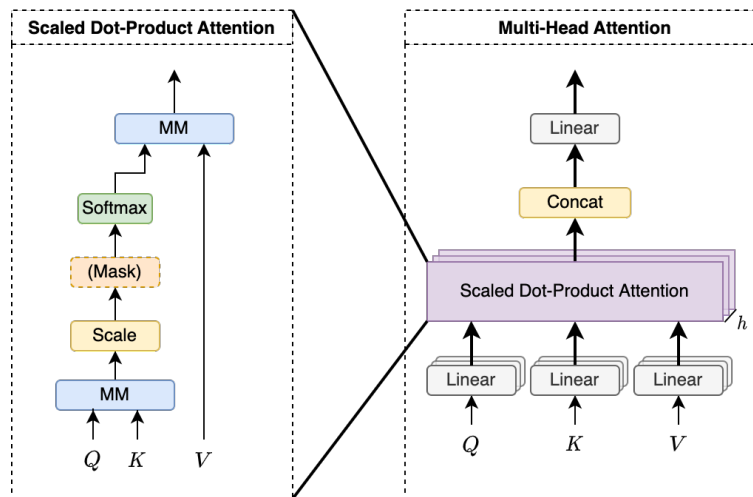 Scaled Dot-Product Attention
MM
Softmax
(Mask)
Scale
MM
Q K V
Multi-Head Attention
Linear
Concat
Scaled Dot-Product Attention
h
Linear Linear Linear
Q K V